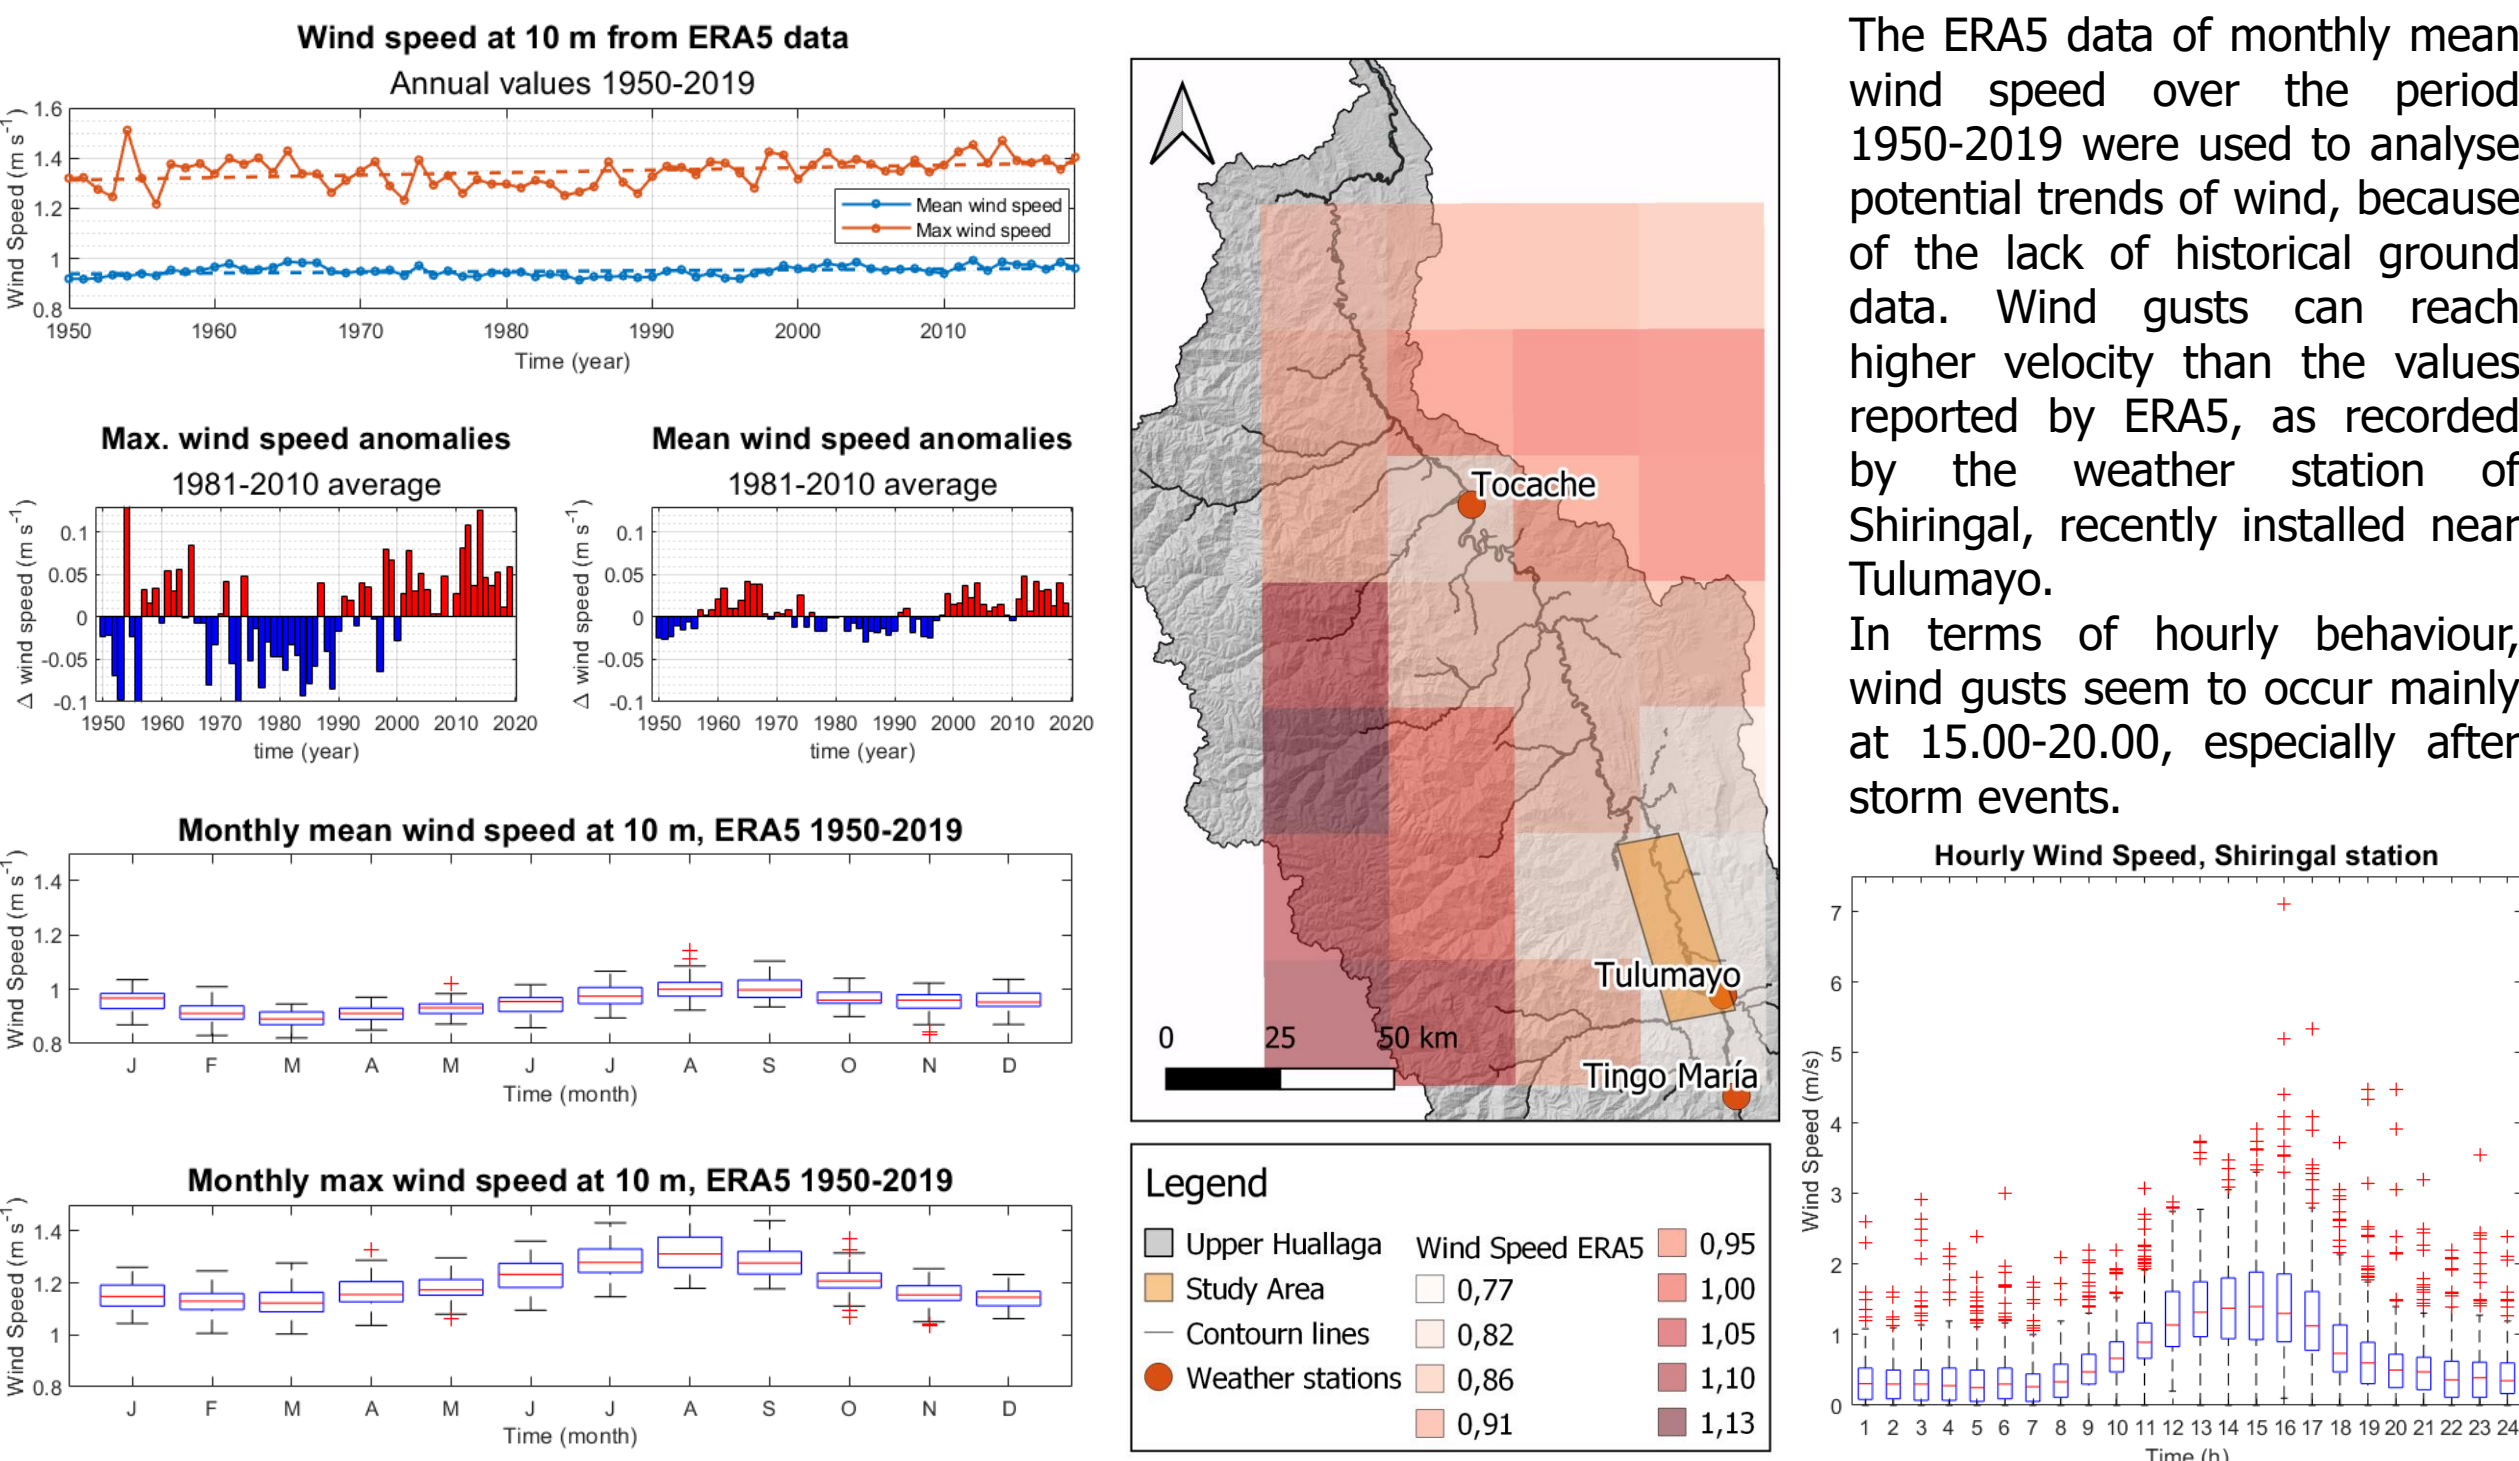 Wind speed at 10 m from ERA5 data
Annual values 1950-2019
Wind Speed (m s⁻¹)
1.6
1.4
1.2
1
0.8
Mean wind speed
Max wind speed
1950 1960 1970 1980 1990 2000 2010
Time (year)
Max. wind speed anomalies
1981-2010 average
Δ wind speed (m s⁻¹)
0.1
0.05
0
-0.05
-0.1
1950 1960 1970 1980 1990 2000 2010 2020
time (year)
Mean wind speed anomalies
1981-2010 average
Δ wind speed (m s⁻¹)
0.1
0.05
0
-0.05
-0.1
1950 1960 1970 1980 1990 2000 2010 2020
time (year)
Monthly mean wind speed at 10 m, ERA5 1950-2019
Wind Speed (m s⁻¹)
1.4
1.2
1
0.8
J F M A M J J A S O N D
Time (month)
Monthly max wind speed at 10 m, ERA5 1950-2019
Wind Speed (m s⁻¹)
1.4
1.2
1
0.8
J F M A M J J A S O N D
Time (month)
Tocache
Tulumayo
0 25 50 km
Tingo María
Legend
Upper Huallaga
Study Area
Contourn lines
Weather stations
Wind Speed ERA5
0,77
0,82
0,86
0,91
0,95
1,00
1,05
1,10
1,13
The ERA5 data of monthly mean
wind speed over the period
1950-2019 were used to analyse
potential trends of wind, because
of the lack of historical ground
data. Wind gusts can reach
higher velocity than the values
reported by ERA5, as recorded
by the weather station of
Shiringal, recently installed near
Tulumayo.
In terms of hourly behaviour,
wind gusts seem to occur mainly
at 15.00-20.00, especially after
storm events.
Hourly Wind Speed, Shiringal station
Wind Speed (m/s)
7
6
5
4
3
2
1
0
1 2 3 4 5 6 7 8 9 10 11 12 13 14 15 16 17 18 19 20 21 22 23 24
Time (h)